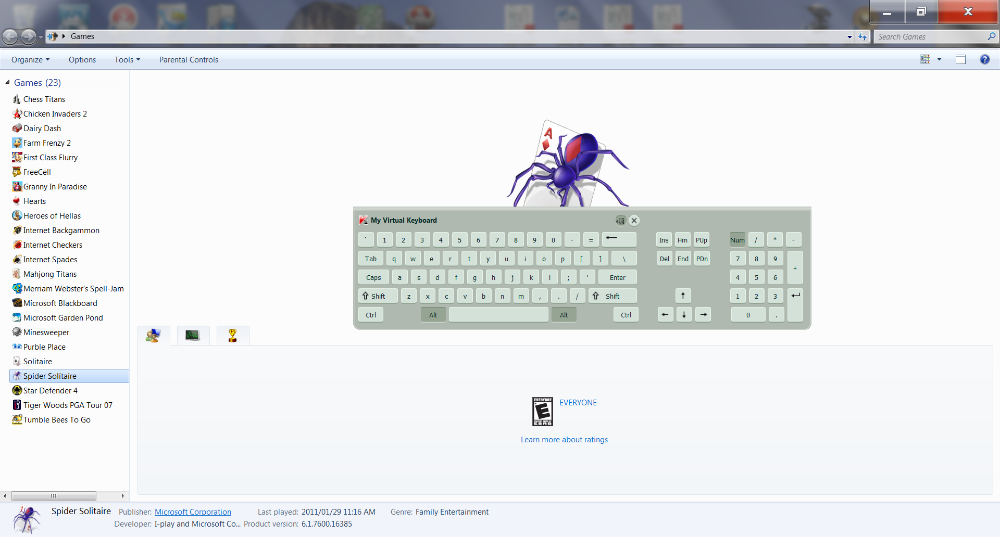 Games
Search Games
Organize
Options
Tools
Parental Controls
Games (23)
Chess Titans
Chicken Invaders 2
Dairy Dash
Farm Frenzy 2
First Class Flurry
FreeCell
Granny In Paradise
Hearts
Heroes of Hellas
Internet Backgammon
Internet Checkers
Internet Spades
Mahjong Titans
Merriam Webster's Spell-Jam
Microsoft Blackboard
Microsoft Garden Pond
Minesweeper
Purble Place
Solitaire
Spider Solitaire
Star Defender 4
Tiger Woods PGA Tour 07
Tumble Bees To Go
A
My Virtual Keyboard
` 1 2 3 4 5 6 7 8 9 0 - = Ins Hm PUp Num / * -
Tab q w e r t y u i o p [ ] \ Del End PDn 7 8 9 +
Caps a s d f g h j k l ; ' Enter 4 5 6
Shift z x c v b n m , . / Shift 1 2 3
Ctrl Alt Alt Ctrl 0 .
EVERYONE
E
CONTENT RATED BY
ESRB
EVERYONE
Learn more about ratings
Spider Solitaire
Publisher: Microsoft Corporation
Last played: 2011/01/29 11:16 AM
Genre: Family Entertainment
Developer: I-play and Microsoft Co...
Product version: 6.1.7600.16385